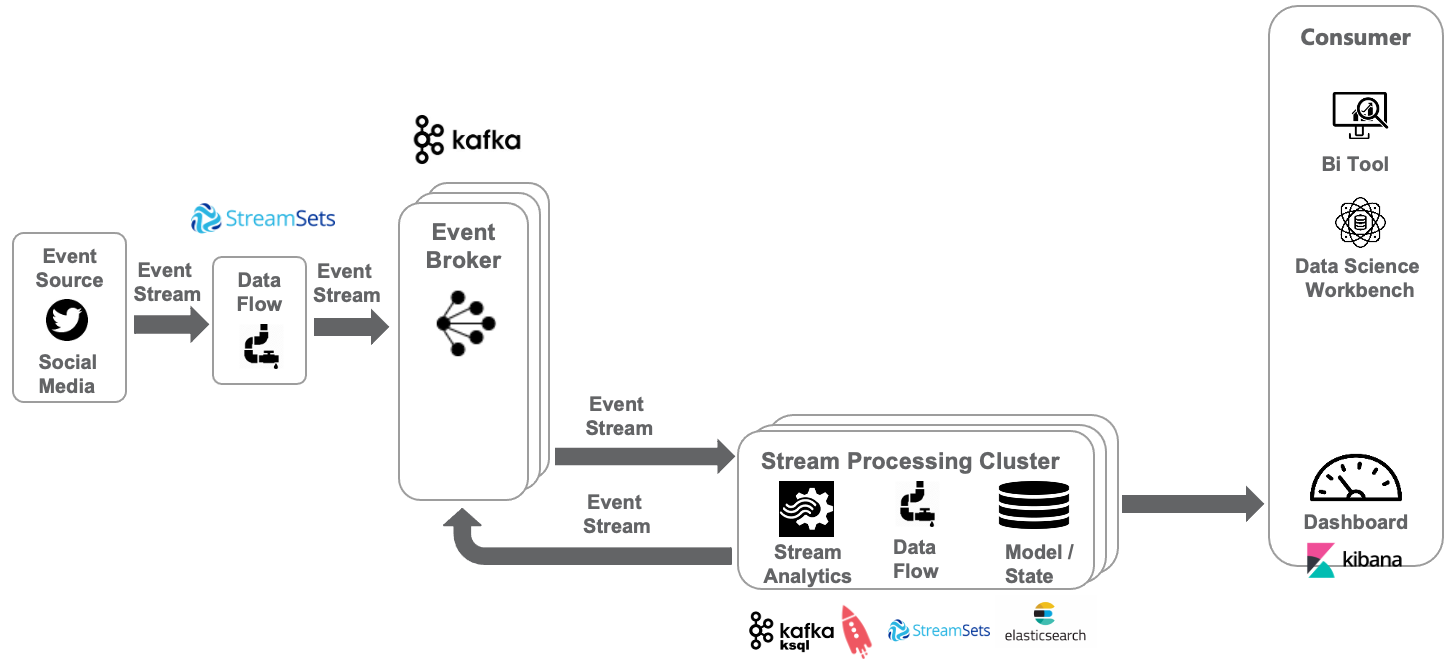 Consumer
Bi Tool
Data Science
Workbench
Dashboard
kibana
kafka
Event
Broker
StreamSets
Event
Source
Social
Media
Event
Stream
Data
Flow
Event
Stream
Event
Stream
Event
Stream
Stream Processing Cluster
Stream
Analytics
Data
Flow
Model /
State
kafka
ksql
StreamSets
elasticsearch